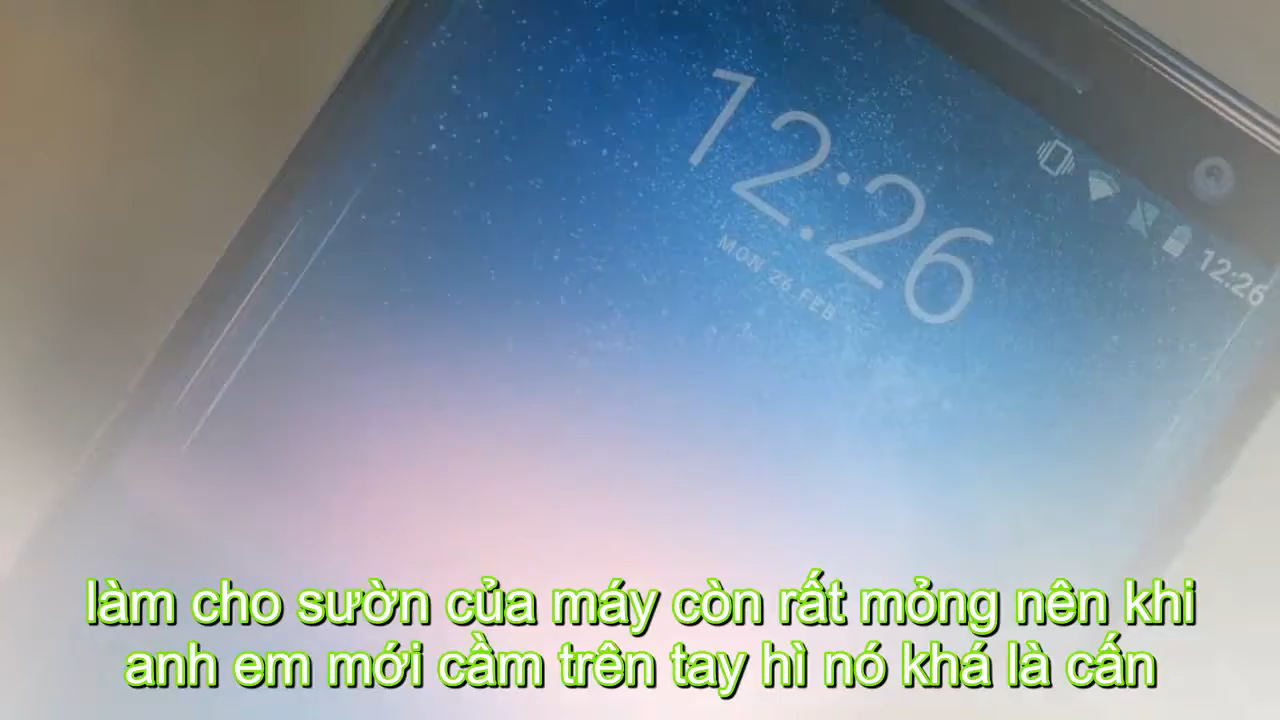 12:26
MON 26 FEB
12:26
làm cho sườn của máy còn rất mỏng nên khi
anh em mới cầm trên tay hì nó khá là cấn